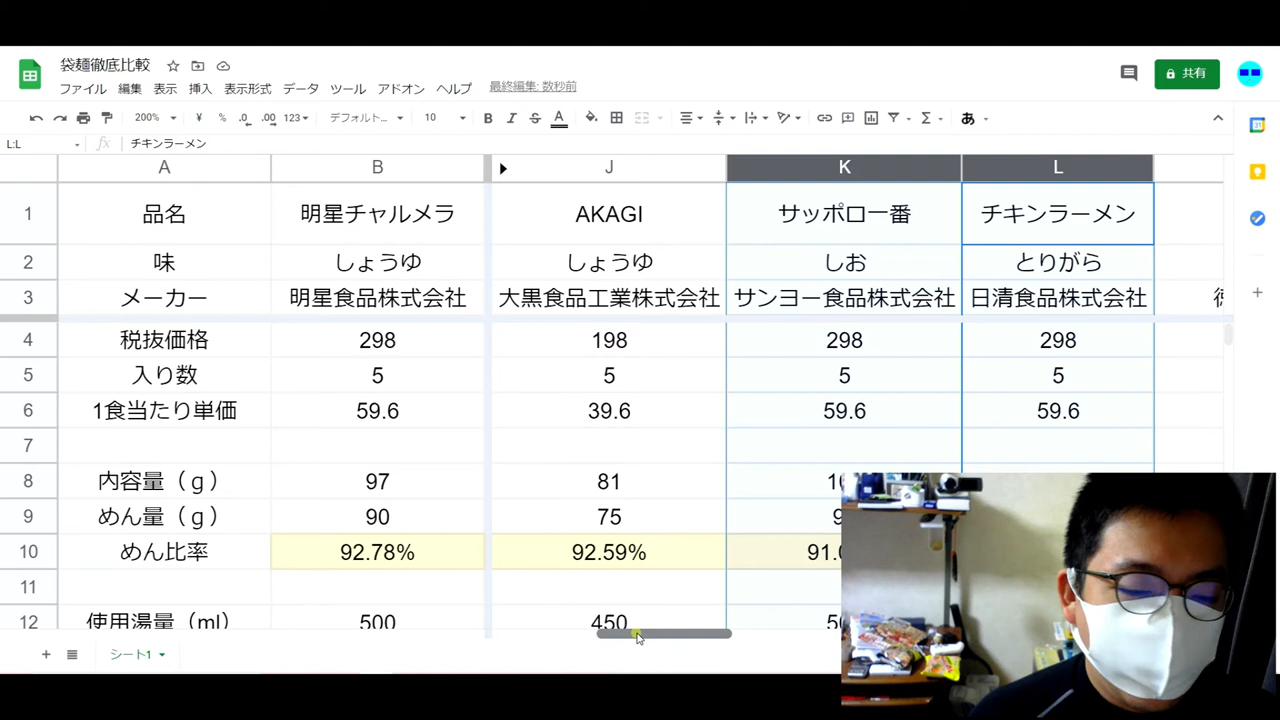 袋麺徹底比較
ファイル 編集 表示 挿入 表示形式 データ ツール アドオン ヘルプ 最終編集: 数秒前
共有
200% ¥ % .0 .00 123 デフォルト... 10 B I S A Σ あ
L:L fx チキンラーメン
A B J K L
1 品名 明星チャルメラ AKAGI サッポロ一番 チキンラーメン
2 味 しょうゆ しょうゆ しお とりがら
3 メーカー 明星食品株式会社 大黒食品工業株式会社 サンヨー食品株式会社 日清食品株式会社
4 税抜価格 298 198 298 298
5 入り数 5 5 5 5
6 1食当たり単価 59.6 39.6 59.6 59.6
7
8 内容量（ｇ） 97 81
9 めん量（ｇ） 90 75
10 めん比率 92.78% 92.59%
11
12 使用湯量（ml） 500 450
シート1